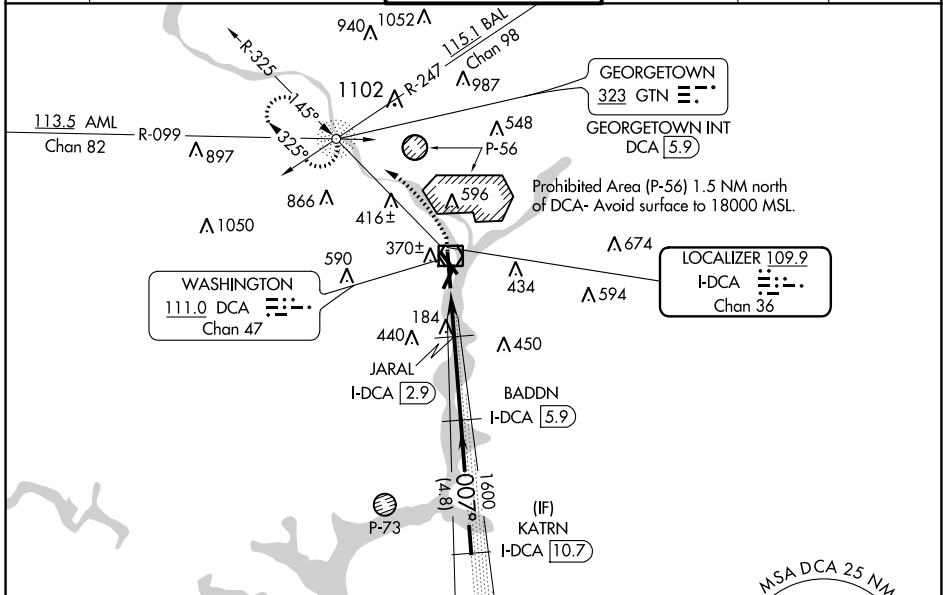 940
1052
115.1 BAL
Chan 98
R-325
R-247
1102
987
GEORGETOWN
323 GTN
145°
325°
GEORGETOWN INT
DCA 5.9
113.5 AML
R-099
Chan 82
897
548
P-56
866
416±
596
Prohibited Area (P-56) 1.5 NM north
of DCA- Avoid surface to 18000 MSL.
1050
370±
674
590
WASHINGTON
111.0 DCA
Chan 47
434
594
LOCALIZER 109.9
I-DCA
Chan 36
184
440
450
JARAL
I-DCA 2.9
BADDN
I-DCA 5.9
007°
1600
(4.8)
P-73
(IF)
KATRN
I-DCA 10.7
MSA DCA 25 NM